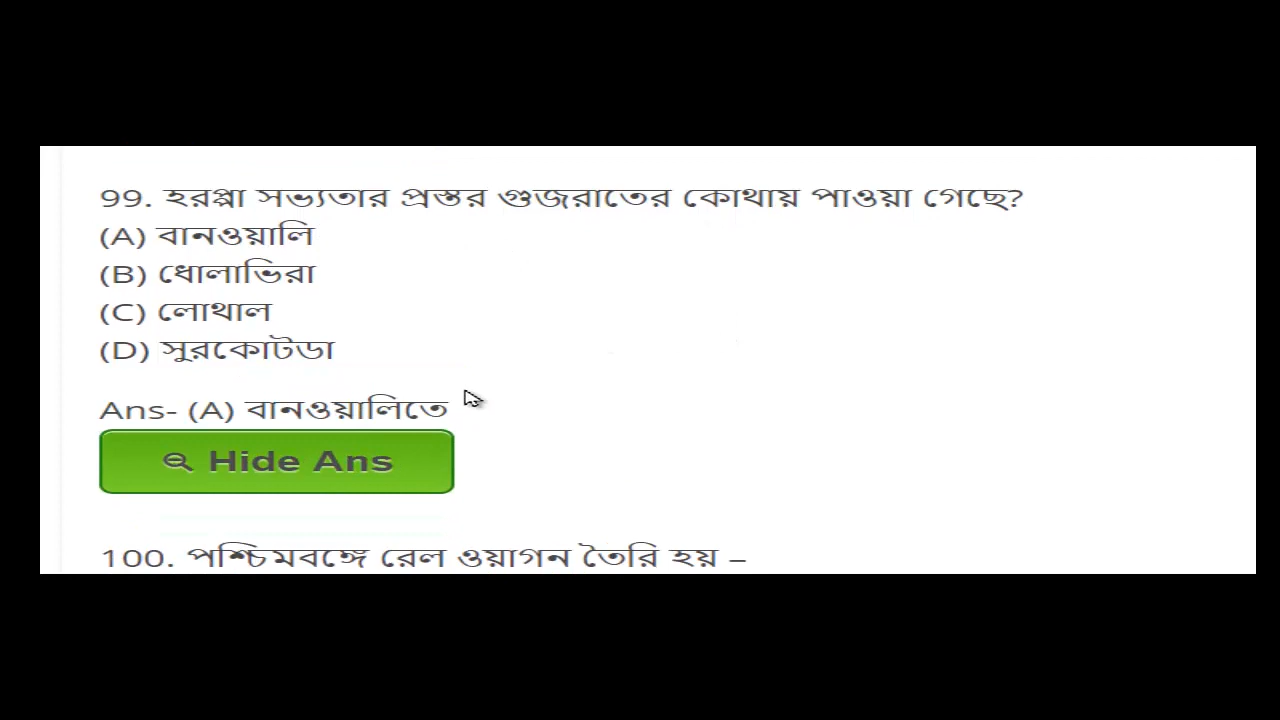 99. হরপ্পা সভ্যতার প্রস্তর গুজরাতের কোথায় পাওয়া গেছে?
(A) বানওয়ালি
(B) ধোলাভিরা
(C) লোথাল
(D) সুরকোটডা
Ans- (A) বানওয়ালিতে
Hide Ans
100. পশ্চিমবঙ্গে রেল ওয়াগন তৈরি হয় –